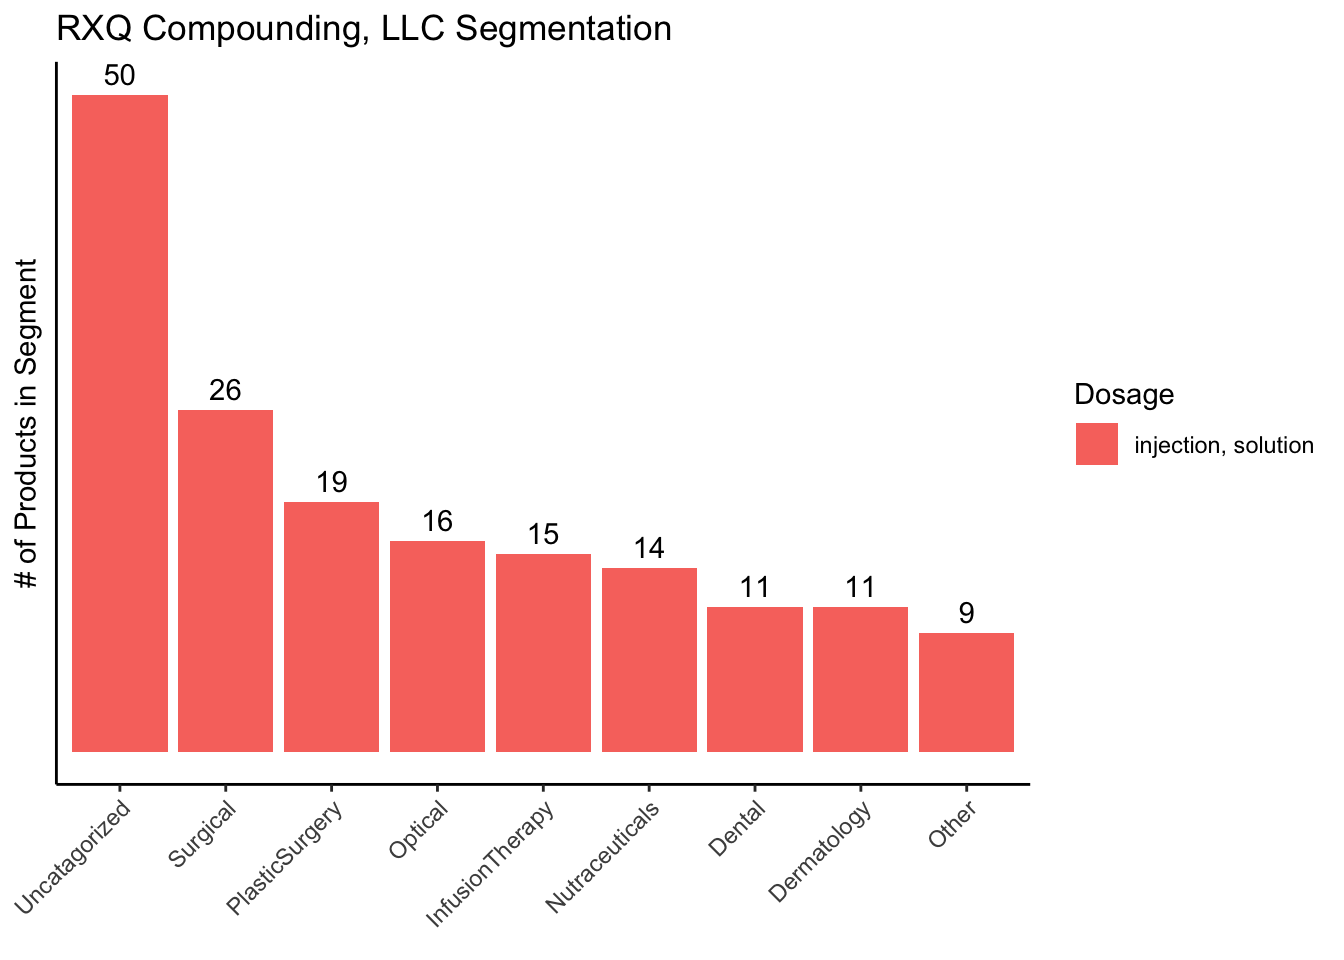 RXQ Compounding, LLC Segmentation
50
26
19
16
15
14
11
11
9
# of Products in Segment
Dosage
injection, solution
Uncatagorized
Surgical
PlasticSurgery
Optical
InfusionTherapy
Nutraceuticals
Dental
Dermatology
Other